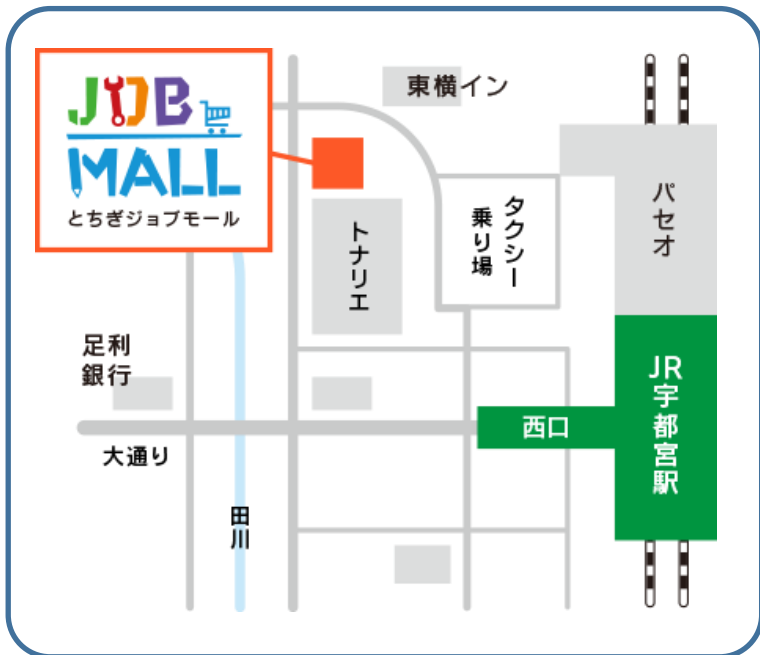 JOB
MALL
とちぎジョブモール
東横イン
タクシー
乗り場
パセオ
トナリエ
足利
銀行
JR宇都宮駅
西口
大通り
田川